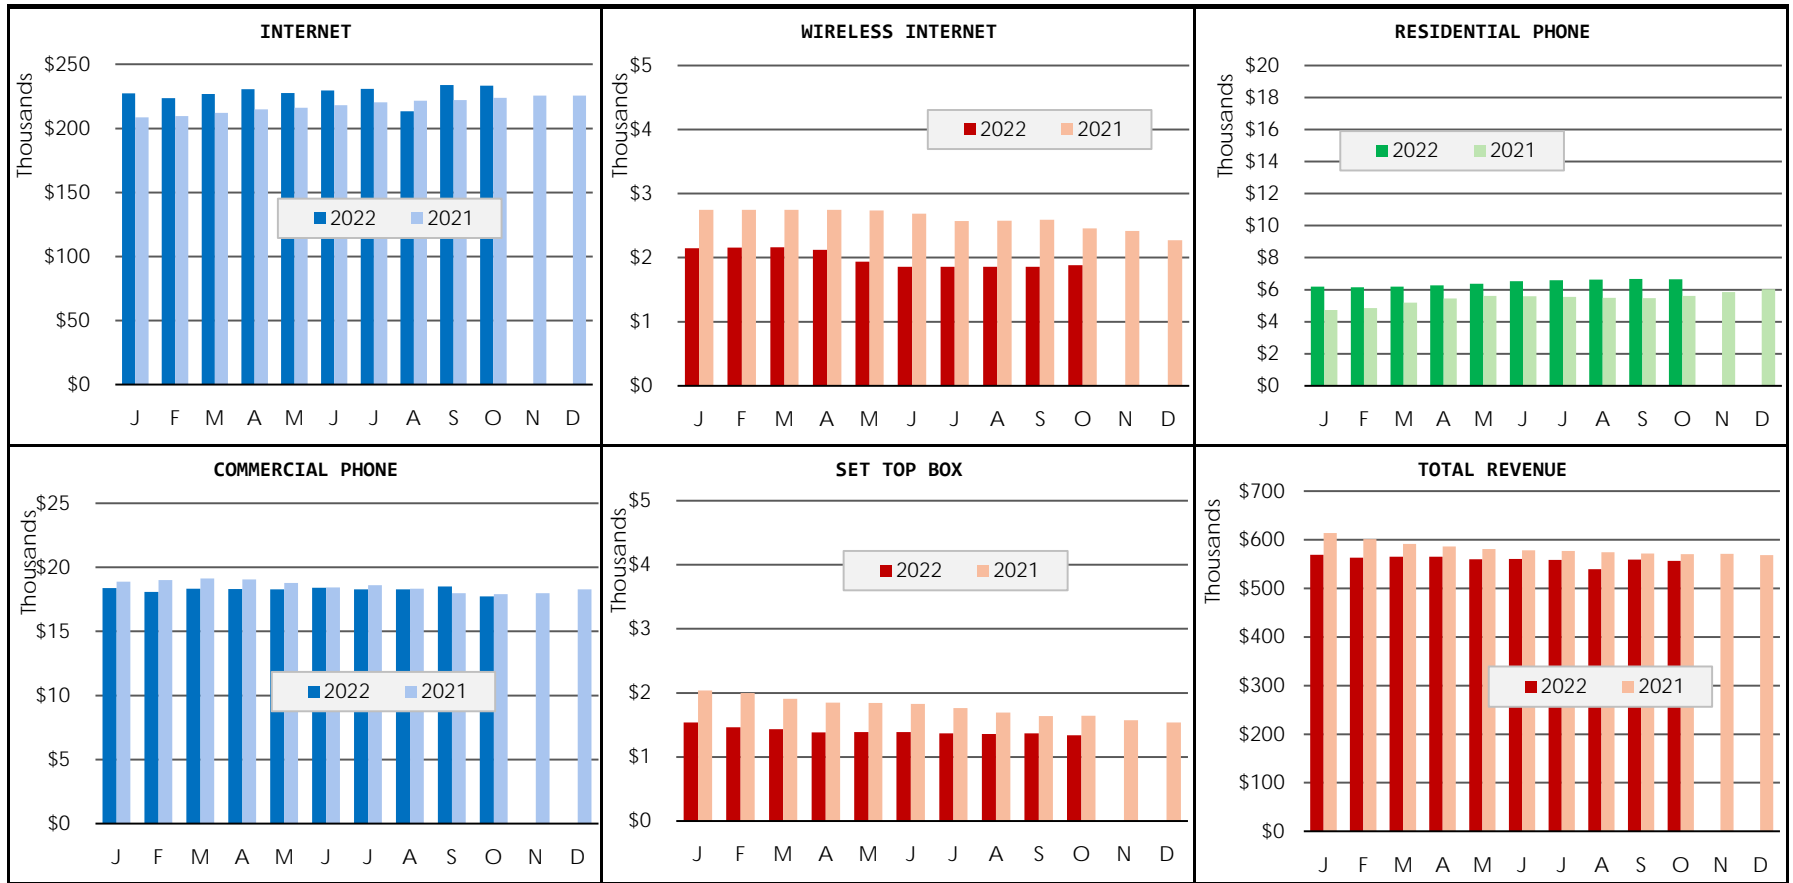 INTERNET
Thousands
$250
$200
$150
$100
$50
$0
2022 2021
J F M A M J J A S O N D
WIRELESS INTERNET
Thousands
$5
$4
$3
$2
$1
$0
2022 2021
J F M A M J J A S O N D
RESIDENTIAL PHONE
Thousands
$20
$18
$16
$14
$12
$10
$8
$6
$4
$2
$0
2022 2021
J F M A M J J A S O N D
COMMERCIAL PHONE
Thousands
$25
$20
$15
$10
$5
$0
2022 2021
J F M A M J J A S O N D
SET TOP BOX
Thousands
$5
$4
$3
$2
$1
$0
2022 2021
J F M A M J J A S O N D
TOTAL REVENUE
Thousands
$700
$600
$500
$400
$300
$200
$100
$0
2022 2021
J F M A M J J A S O N D